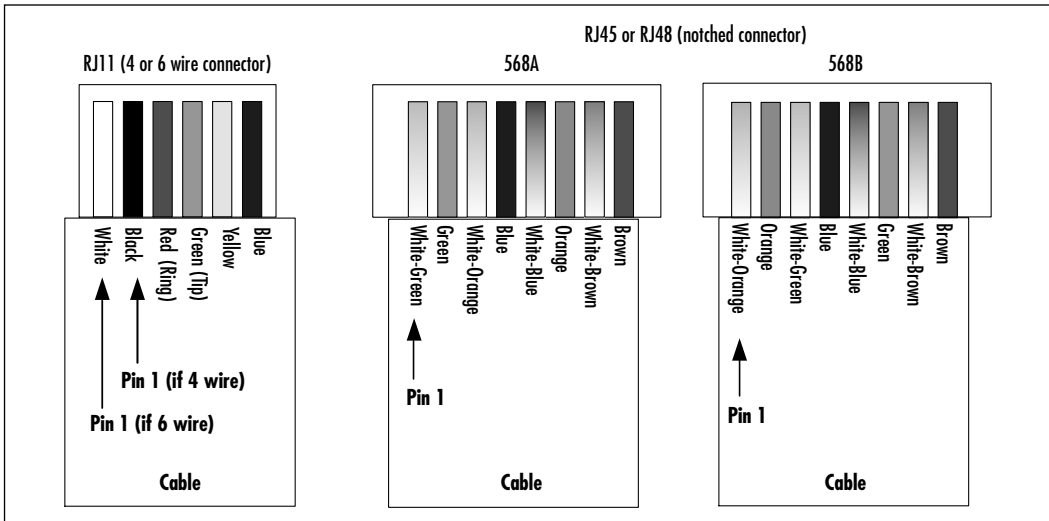 RJ45 or RJ48 (notched connector)
RJ11 (4 or 6 wire connector)
568A
568B
White
Black
Red (Ring)
Green (Tip)
Yellow
Blue
White-Green
Green
White-Orange
Blue
White-Blue
Orange
White-Brown
Brown
White-Orange
Orange
White-Green
Blue
White-Blue
Green
White-Brown
Brown
Pin 1 (if 4 wire)
Pin 1 (if 6 wire)
Pin 1
Pin 1
Cable
Cable
Cable